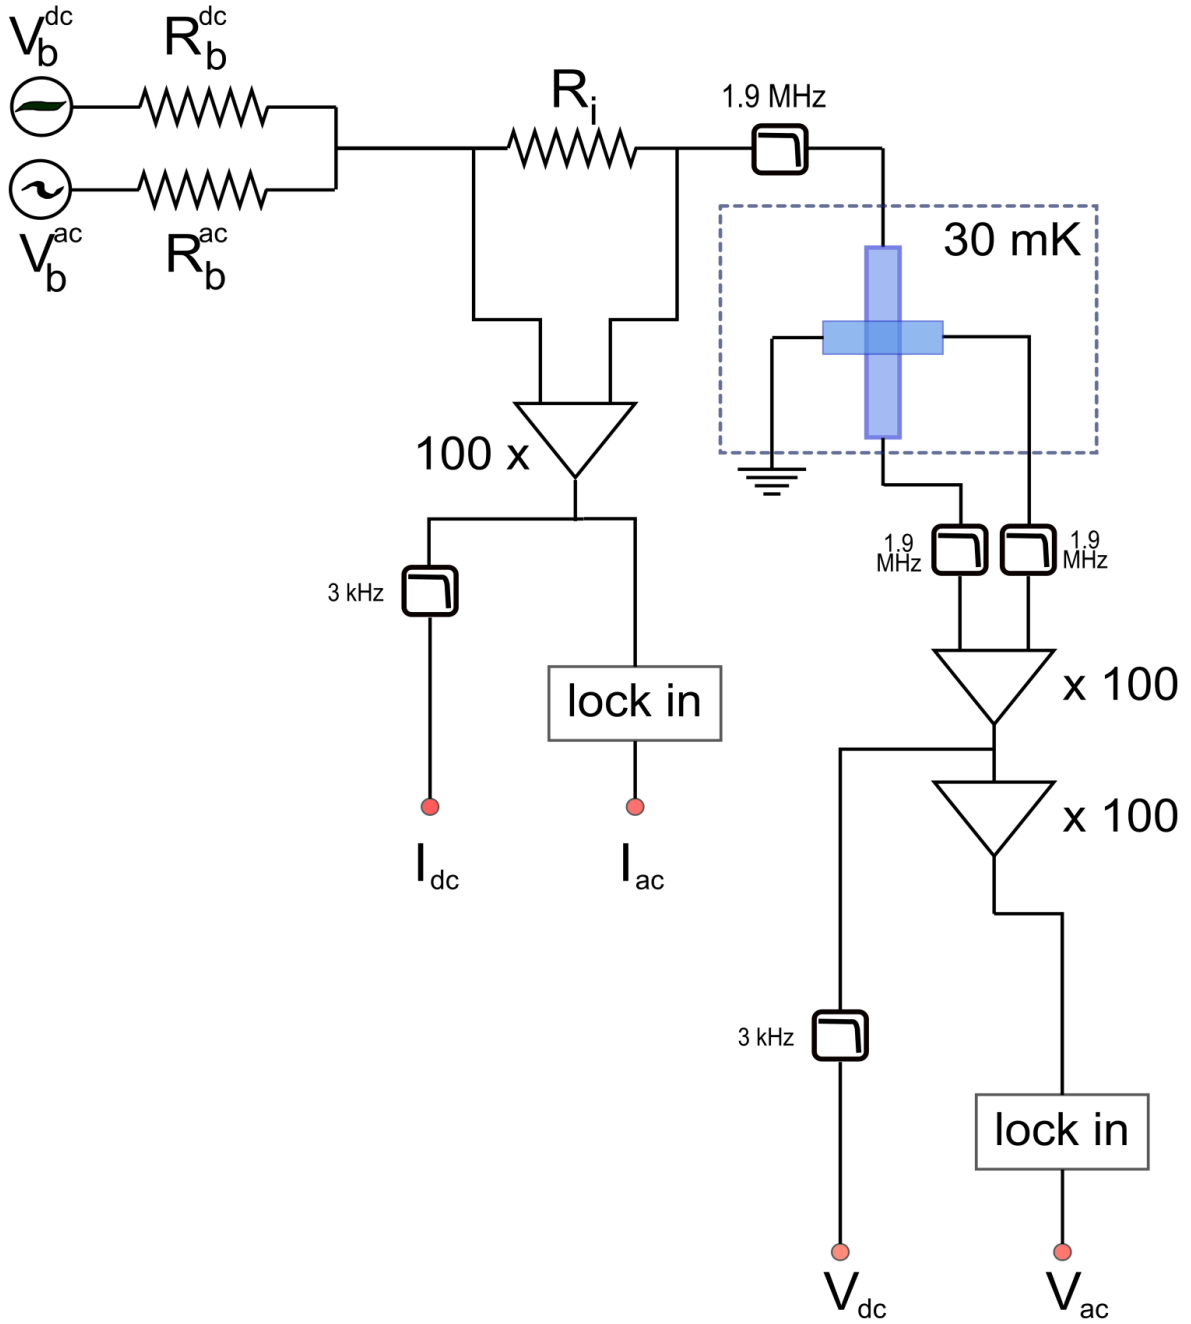 V_b^dc
R_b^dc
R_i
1.9 MHz
V_b^ac
R_b^ac
30 mK
100 x
1.9
MHz
1.9
MHz
3 kHz
lock in
x 100
x 100
I_dc
I_ac
3 kHz
lock in
V_dc
V_ac